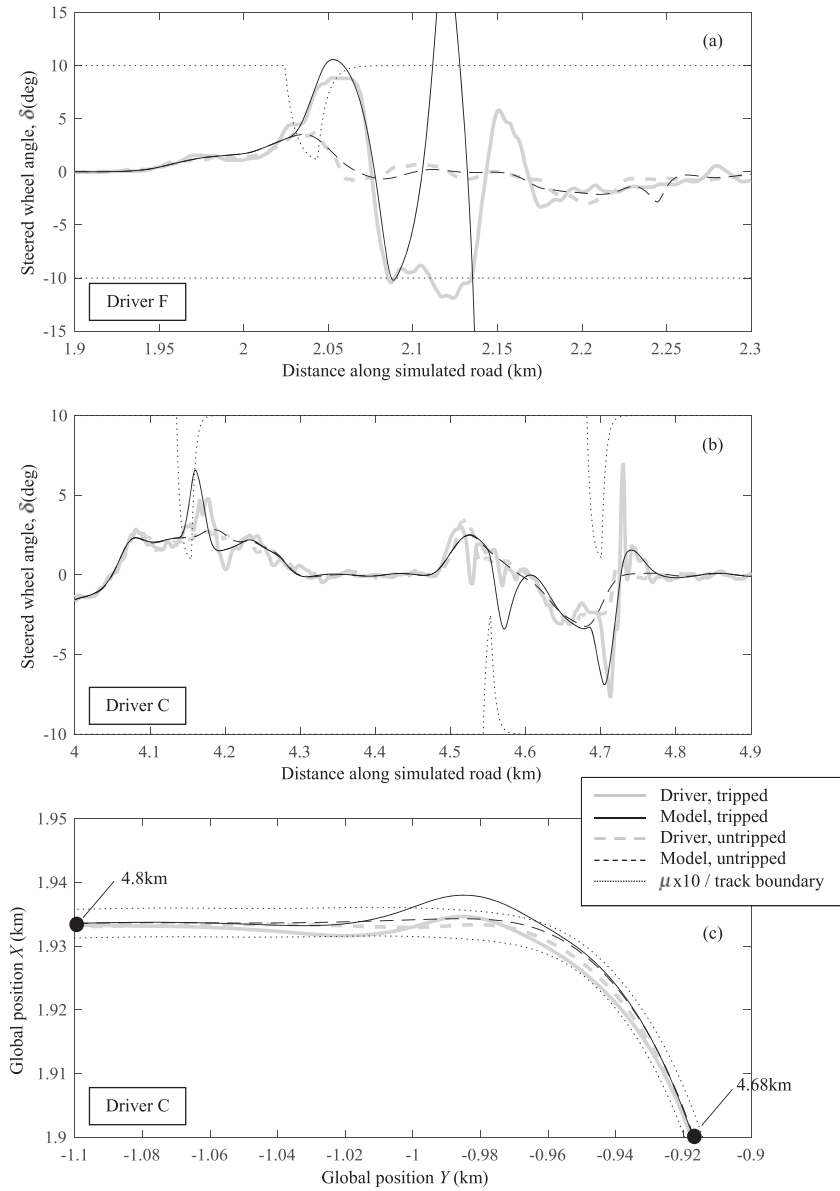 (a)
Steered wheel angle, δ(deg)
15
10
5
0
-5
-10
-15
Driver F
1.9 1.95 2 2.05 2.1 2.15 2.2 2.25 2.3
Distance along simulated road (km)
(b)
Steered wheel angle, δ(deg)
10
5
0
-5
-10
Driver C
4 4.1 4.2 4.3 4.4 4.5 4.6 4.7 4.8 4.9
Distance along simulated road (km)
Driver, tripped
Model, tripped
Driver, untripped
Model, untripped
μx10 / track boundary
(c)
Global position X (km)
1.95
1.94
1.93
1.92
1.91
1.9
4.8km
4.68km
Driver C
-1.1 -1.08 -1.06 -1.04 -1.02 -1 -0.98 -0.96 -0.94 -0.92 -0.9
Global position Y (km)